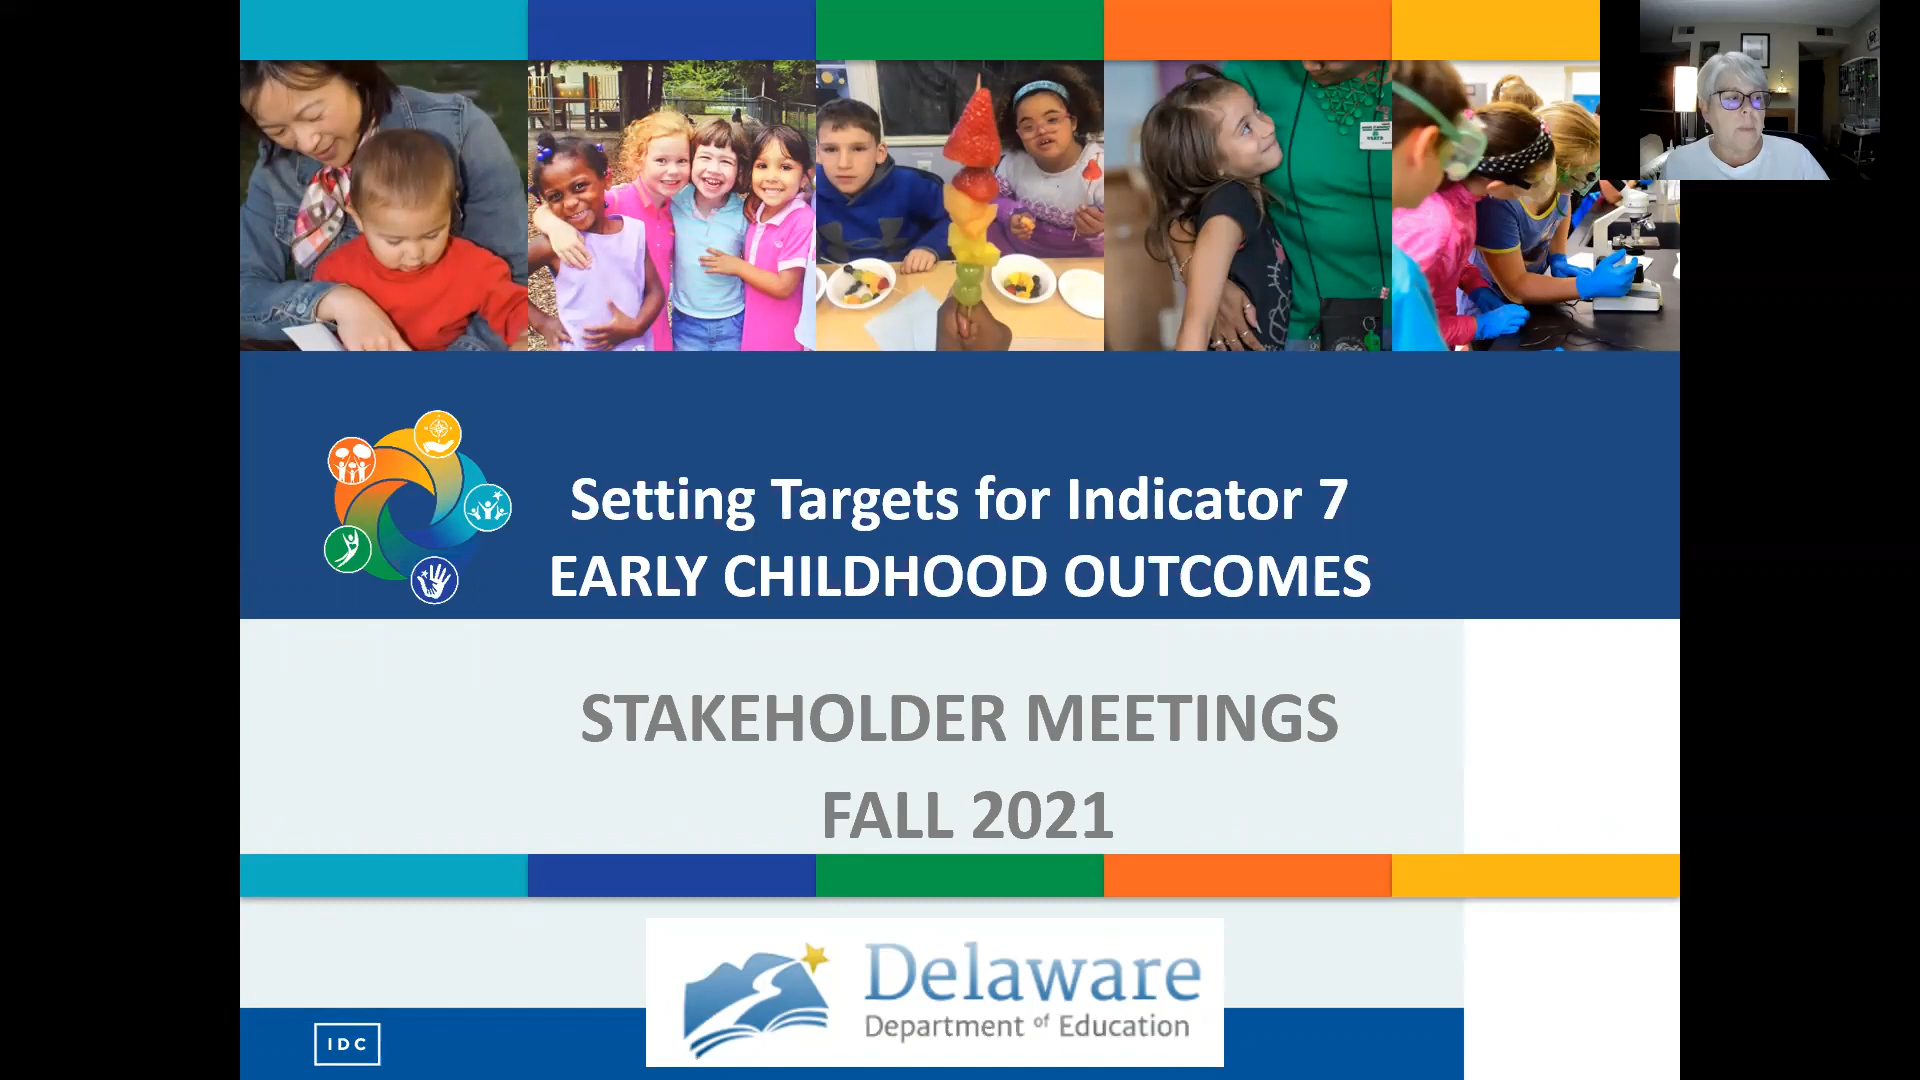 Setting Targets for Indicator 7
EARLY CHILDHOOD OUTCOMES
STAKEHOLDER MEETINGS
FALL 2021
Delaware
Department of Education
IDC